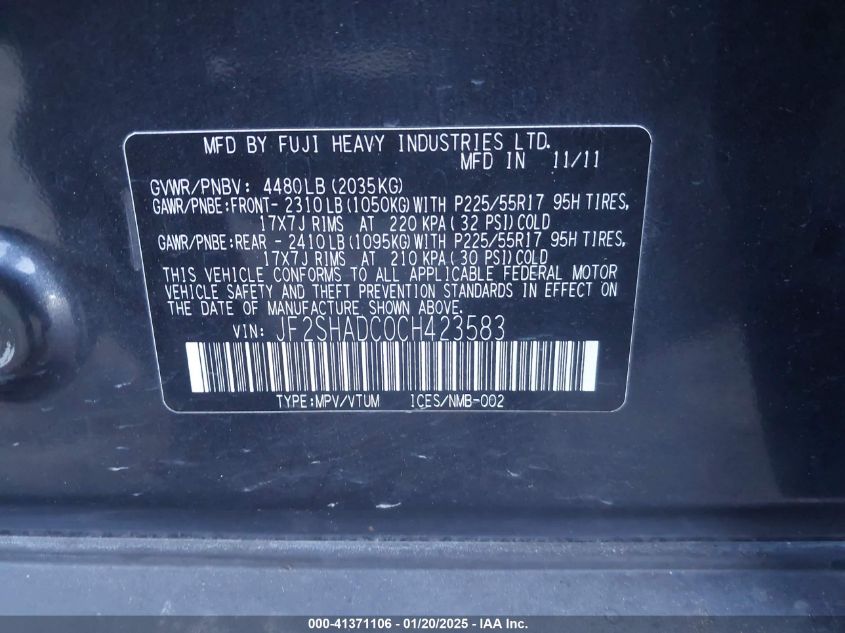 MFD BY FUJI HEAVY INDUSTRIES LTD.
MFD IN 11/11
GVWR/PNBV: 4480LB(2035KG)
GAWR/PNBE:FRONT- 2310LB(1050KG)WITH P225/55R17 95H TIRES,
17X7J RIMS AT 220 KPA(32 PSI)COLD
GAWR/PNBE:REAR - 2410LB(1095KG)WITH P225/55R17 95H TIRES,
17X7J RIMS AT 210 KPA(30 PSI)COLD
THIS VEHICLE CONFORMS TO ALL APPLICABLE FEDERAL MOTOR
VEHICLE SAFETY AND THEFT PREVENTION STANDARDS IN EFFECT ON
THE DATE OF MANUFACTURE SHOWN ABOVE.
VIN: JF2SHADC0CH423583
TYPE:MPV/VTUM ICES/NMB-002
000-41371106 - 01/20/2025 - IAA Inc.